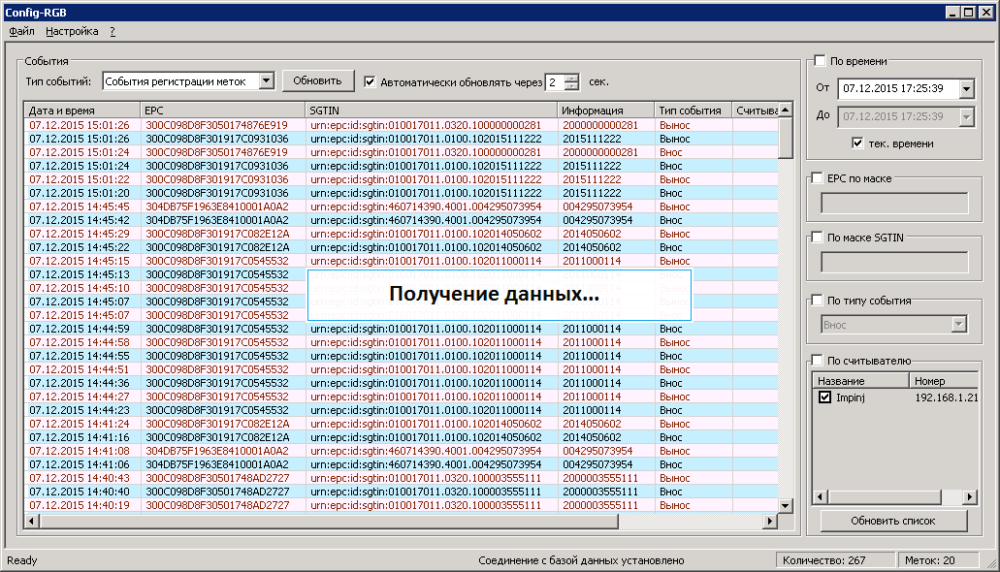 Config-RGB
Файл Настройка ?
События
Тип событий: События регистрации меток Обновить Автоматически обновлять через 2 сек.
Дата и время EPC SGTIN Информация Тип события Считыва
07.12.2015 15:01:26 300C098D8F3050174876E919 urn:epc:id:sgtin:010017011.0320.100000000281 2000000000281 Вынос
07.12.2015 15:01:26 300C098D8F301917C0931036 urn:epc:id:sgtin:010017011.0100.102015111222 2015111222 Вынос
07.12.2015 15:01:24 300C098D8F3050174876E919 urn:epc:id:sgtin:010017011.0320.100000000281 2000000000281 Внос
07.12.2015 15:01:24 300C098D8F301917C0931036 urn:epc:id:sgtin:010017011.0100.102015111222 2015111222 Внос
07.12.2015 15:01:22 300C098D8F301917C0931036 urn:epc:id:sgtin:010017011.0100.102015111222 2015111222 Вынос
07.12.2015 15:01:20 300C098D8F301917C0931036 urn:epc:id:sgtin:010017011.0100.102015111222 2015111222 Внос
07.12.2015 14:45:45 304DB75F1963E8410001A0A2 urn:epc:id:sgtin:460714390.4001.004295073954 004295073954 Вынос
07.12.2015 14:45:42 304DB75F1963E8410001A0A2 urn:epc:id:sgtin:460714390.4001.004295073954 004295073954 Внос
07.12.2015 14:45:29 300C098D8F301917C082E12A urn:epc:id:sgtin:010017011.0100.102014050602 2014050602 Вынос
07.12.2015 14:45:22 300C098D8F301917C082E12A urn:epc:id:sgtin:010017011.0100.102014050602 2014050602 Внос
07.12.2015 14:45:15 300C098D8F301917C0545532 urn:epc:id:sgtin:010017011.0100.102011000114 2011000114 Вынос
07.12.2015 14:45:13 300C098D8F301917C0545532
07.12.2015 14:45:10 300C098D8F301917C0545532
Получение данных...
07.12.2015 14:45:07 300C098D8F301917C0545532
07.12.2015 14:45:07 300C098D8F301917C0545532
07.12.2015 14:44:59 300C098D8F301917C0545532 urn:epc:id:sgtin:010017011.0100.102011000114 2011000114 Внос
07.12.2015 14:44:58 300C098D8F301917C0545532 urn:epc:id:sgtin:010017011.0100.102011000114 2011000114 Вынос
07.12.2015 14:44:55 300C098D8F301917C0545532 urn:epc:id:sgtin:010017011.0100.102011000114 2011000114 Внос
07.12.2015 14:44:51 300C098D8F301917C0545532 urn:epc:id:sgtin:010017011.0100.102011000114 2011000114 Вынос
07.12.2015 14:44:36 300C098D8F301917C0545532 urn:epc:id:sgtin:010017011.0100.102011000114 2011000114 Внос
07.12.2015 14:44:27 300C098D8F301917C0545532 urn:epc:id:sgtin:010017011.0100.102011000114 2011000114 Вынос
07.12.2015 14:44:23 300C098D8F301917C0545532 urn:epc:id:sgtin:010017011.0100.102011000114 2011000114 Внос
07.12.2015 14:41:24 300C098D8F301917C082E12A urn:epc:id:sgtin:010017011.0100.102014050602 2014050602 Вынос
07.12.2015 14:41:16 300C098D8F301917C082E12A urn:epc:id:sgtin:010017011.0100.102014050602 2014050602 Внос
07.12.2015 14:41:08 304DB75F1963E8410001A0A2 urn:epc:id:sgtin:460714390.4001.004295073954 004295073954 Вынос
07.12.2015 14:41:06 304DB75F1963E8410001A0A2 urn:epc:id:sgtin:460714390.4001.004295073954 004295073954 Внос
07.12.2015 14:40:43 300C098D8F30501748AD2727 urn:epc:id:sgtin:010017011.0320.100003555111 2000003555111 Вынос
07.12.2015 14:40:40 300C098D8F30501748AD2727 urn:epc:id:sgtin:010017011.0320.100003555111 2000003555111 Внос
07.12.2015 14:40:19 300C098D8F30501748AD2727 urn:epc:id:sgtin:010017011.0320.100003555111 2000003555111 Вынос
По времени
От 07.12.2015 17:25:39
До 07.12.2015 17:25:39
тек. времени
EPC по маске
По маске SGTIN
По типу события
Внос
По считывателю
Название Номер
Impinj 192.168.1.21
Обновить список
Ready Соединение с базой данных установлено Количество: 267 Меток: 20